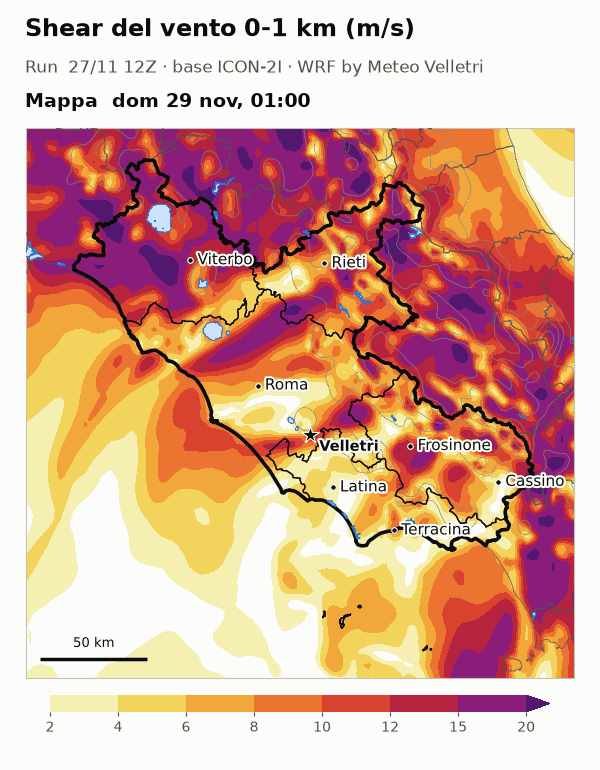 Shear del vento 0-1 km (m/s)
Run 27/11 12Z · base ICON-2I · WRF by Meteo Velletri
Mappa dom 29 nov, 01:00
Viterbo
Rieti
Roma
Velletri
Frosinone
Cassino
Latina
Terracina
50 km
2 4 6 8 10 12 15 20